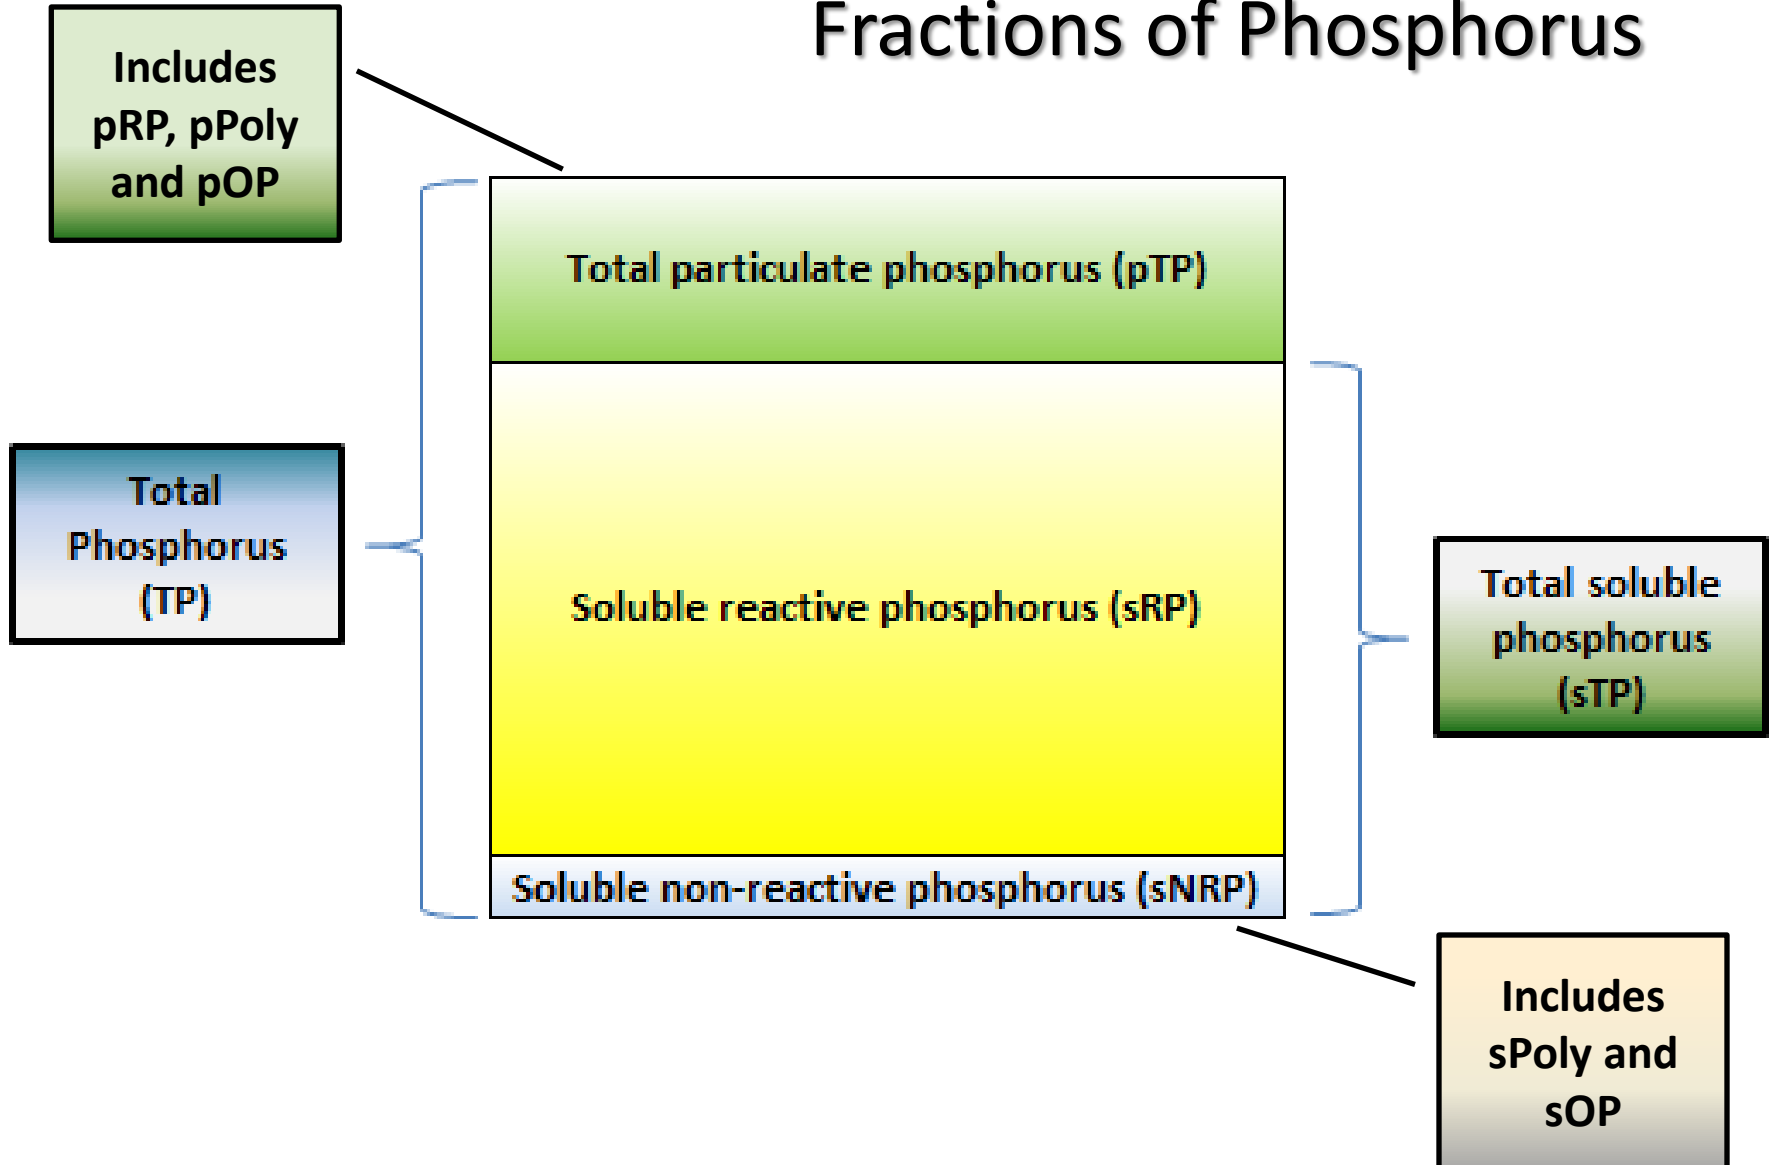 Fractions of Phosphorus
Includes
pRP, pPoly
and pOP
Total particulate phosphorus (pTP)
Total
Phosphorus
(TP)
Soluble reactive phosphorus (sRP)
Total soluble
phosphorus
(sTP)
Soluble non-reactive phosphorus (sNRP)
Includes
sPoly and
sOP